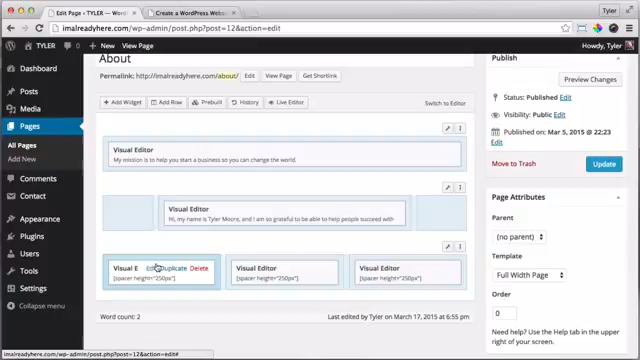 Edit Page ‹ TYLER — Word
Create a WordPress Webs
Tyler
imalreadyhere.com/wp-admin/post.php?post=12&action=edit
TYLER
0
New
View Page
Howdy, Tyler
Dashboard
Posts
Media
Pages
All Pages
Add New
Comments
Contact
Appearance
Plugins
Users
Tools
Settings
Collapse menu
About
Permalink: http://imalreadyhere.com/about/
Edit
View Page
Get Shortlink
Add Widget
Add Row
Prebuilt
History
Live Editor
Switch to Editor
Visual Editor
My mission is to help you start a business so you can change the world.
Visual Editor
Hi, my name is Tyler Moore, and I am so grateful to be able to help people succeed with
Visual E
Edit Duplicate Delete
[spacer height="250px"]
Visual Editor
[spacer height="250px"]
Visual Editor
[spacer height="250px"]
Word count: 2
Last edited by Tyler on March 17, 2015 at 6:55 pm
Publish
Preview Changes
Status: Published Edit
Visibility: Public Edit
Published on: Mar 5, 2015 @ 22:23
Edit
Move to Trash
Update
Page Attributes
Parent
(no parent)
Template
Full Width Page
Order
0
Need help? Use the Help tab in the upper right of your screen.
imalreadyhere.com/wp-admin/post.php?post=12&action=edit#